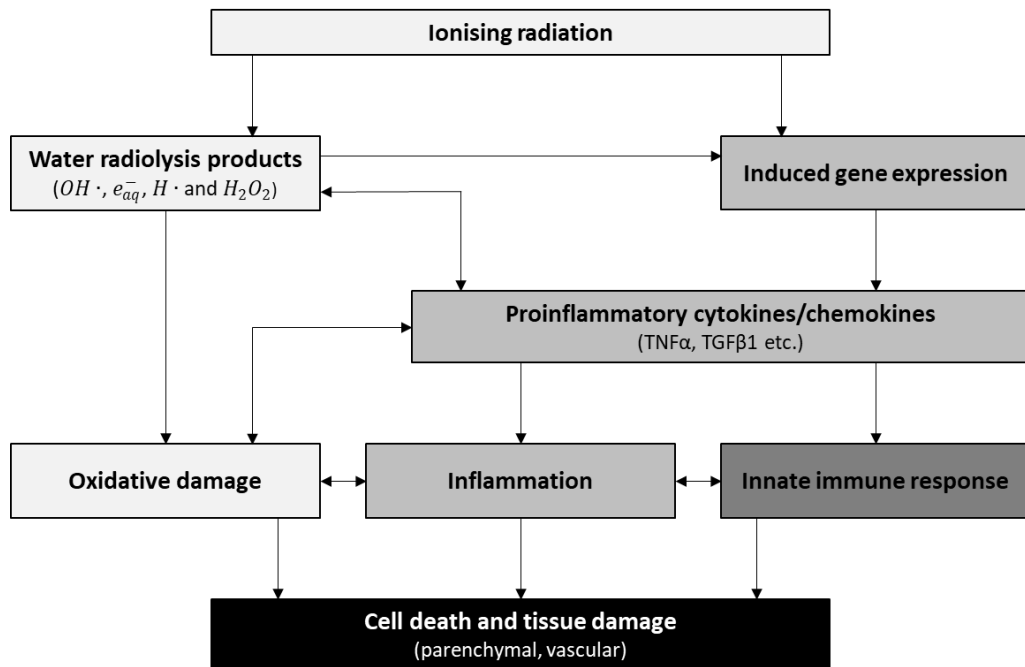 Ionising radiation
Water radiolysis products
(OH ·, e⁻aq, H · and H₂O₂)
Induced gene expression
Proinflammatory cytokines/chemokines
(TNFα, TGFβ1 etc.)
Oxidative damage
Inflammation
Innate immune response
Cell death and tissue damage
(parenchymal, vascular)